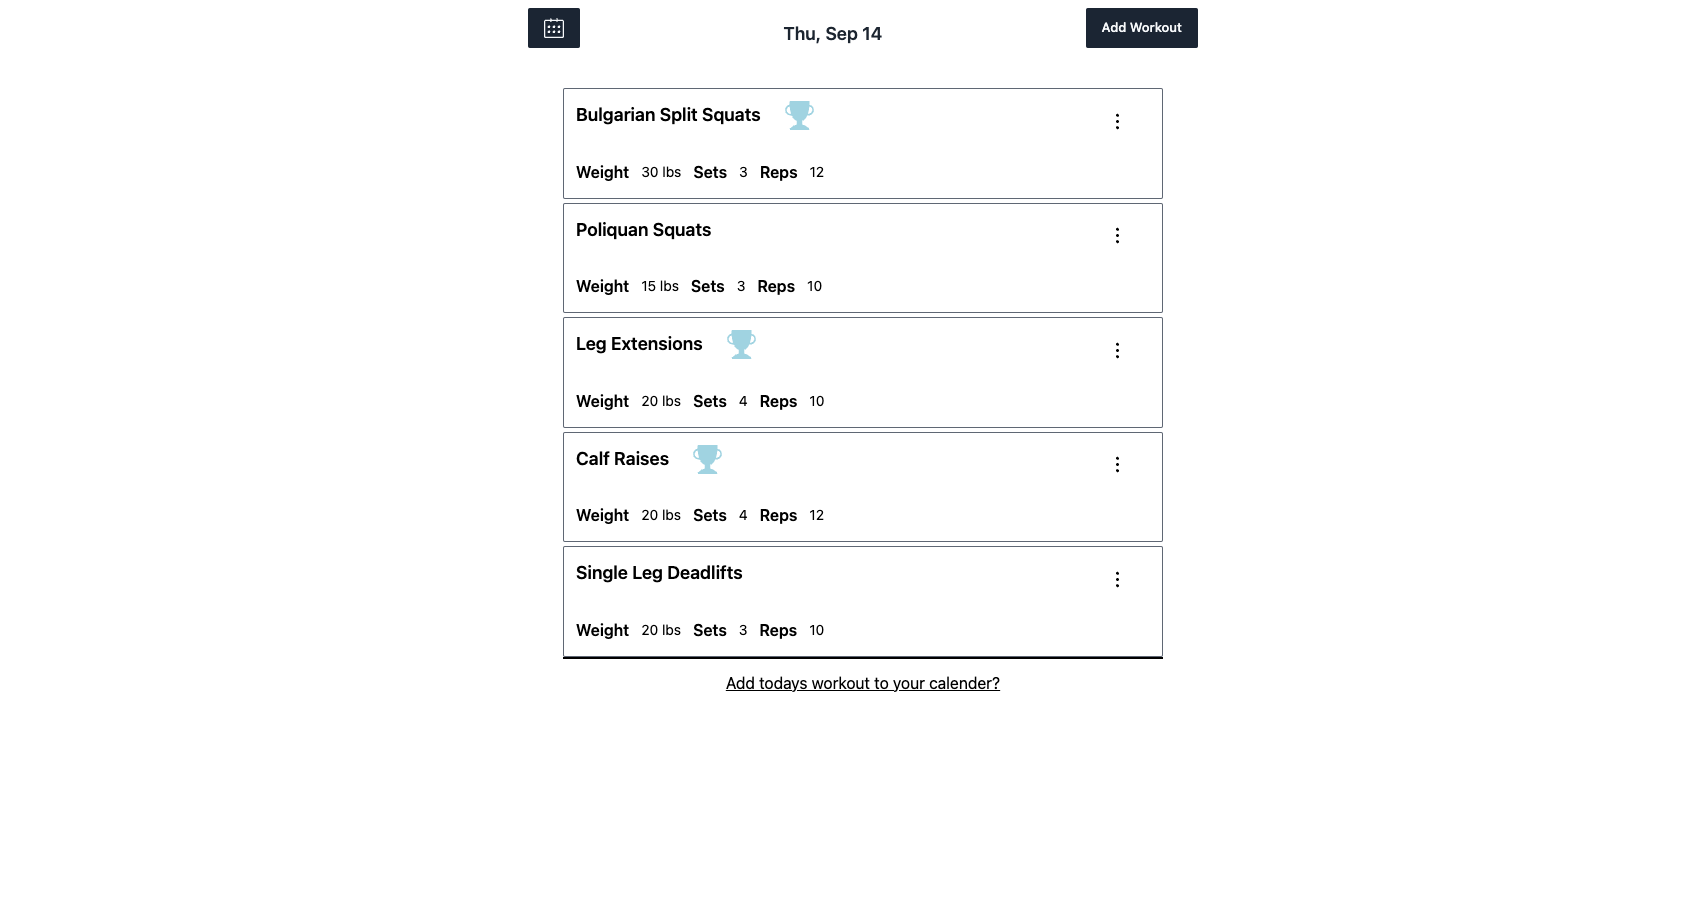 Thu, Sep 14
Add Workout
Bulgarian Split Squats
Weight 30 lbs Sets 3 Reps 12
Poliquan Squats
Weight 15 lbs Sets 3 Reps 10
Leg Extensions
Weight 20 lbs Sets 4 Reps 10
Calf Raises
Weight 20 lbs Sets 4 Reps 12
Single Leg Deadlifts
Weight 20 lbs Sets 3 Reps 10
Add todays workout to your calender?